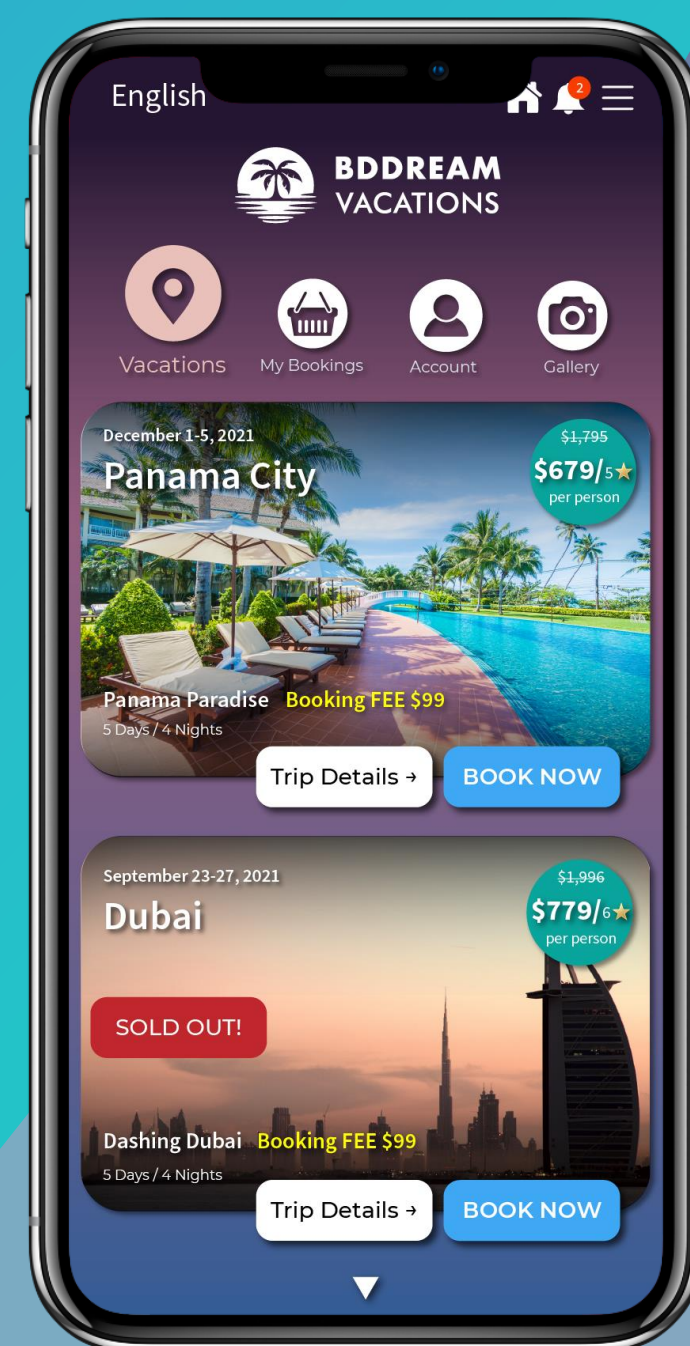 English
2
BDDREAM
VACATIONS
Vacations
My Bookings
Account
Gallery
December 1-5, 2021
Panama City
$1,795
$679/5★
per person
Panama Paradise Booking FEE $99
5 Days / 4 Nights
Trip Details →
BOOK NOW
September 23-27, 2021
Dubai
$1,996
$779/6★
per person
SOLD OUT!
Dashing Dubai Booking FEE $99
5 Days / 4 Nights
Trip Details →
BOOK NOW